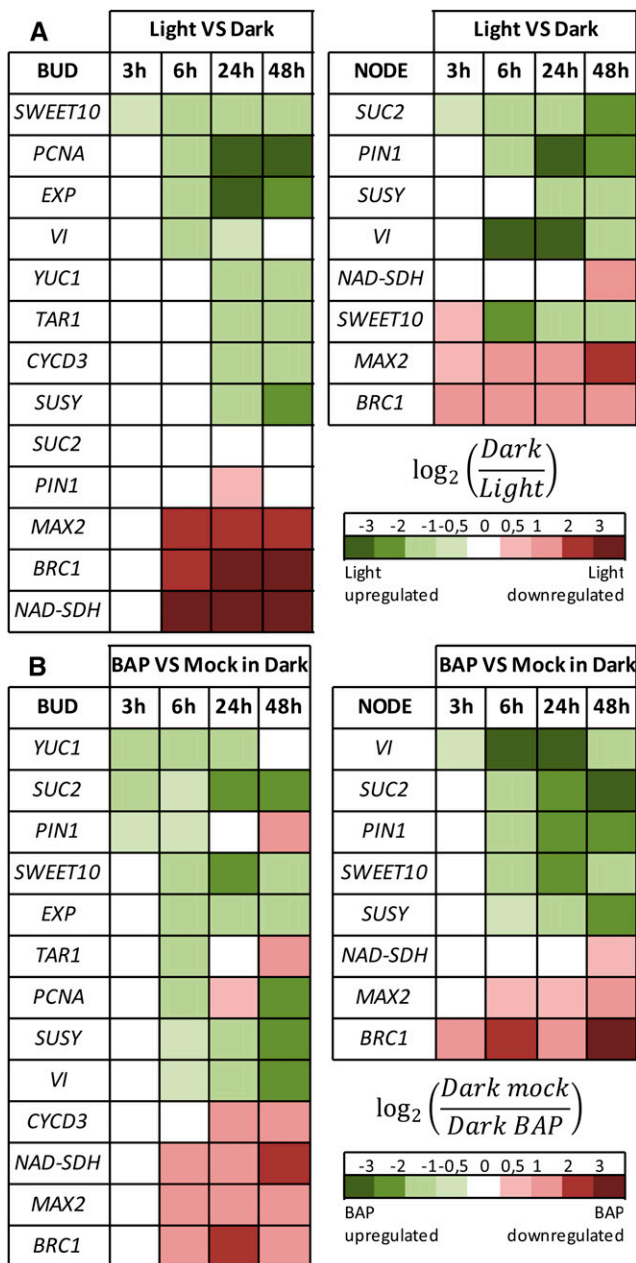 A
Light VS Dark
BUD 3h 6h 24h 48h
SWEET10
PCNA
EXP
VI
YUC1
TAR1
CYCD3
SUSY
SUC2
PIN1
MAX2
BRC1
NAD-SDH
Light VS Dark
NODE 3h 6h 24h 48h
SUC2
PIN1
SUSY
VI
NAD-SDH
SWEET10
MAX2
BRC1
log₂ (Dark/Light)
-3 -2 -1 -0,5 0 0,5 1 2 3
Light upregulated
Light downregulated
B
BAP VS Mock in Dark
BUD 3h 6h 24h 48h
YUC1
SUC2
PIN1
SWEET10
EXP
TAR1
PCNA
SUSY
VI
CYCD3
NAD-SDH
MAX2
BRC1
BAP VS Mock in Dark
NODE 3h 6h 24h 48h
VI
SUC2
PIN1
SWEET10
SUSY
NAD-SDH
MAX2
BRC1
log₂ (Dark mock/Dark BAP)
-3 -2 -1 -0,5 0 0,5 1 2 3
BAP upregulated
BAP downregulated